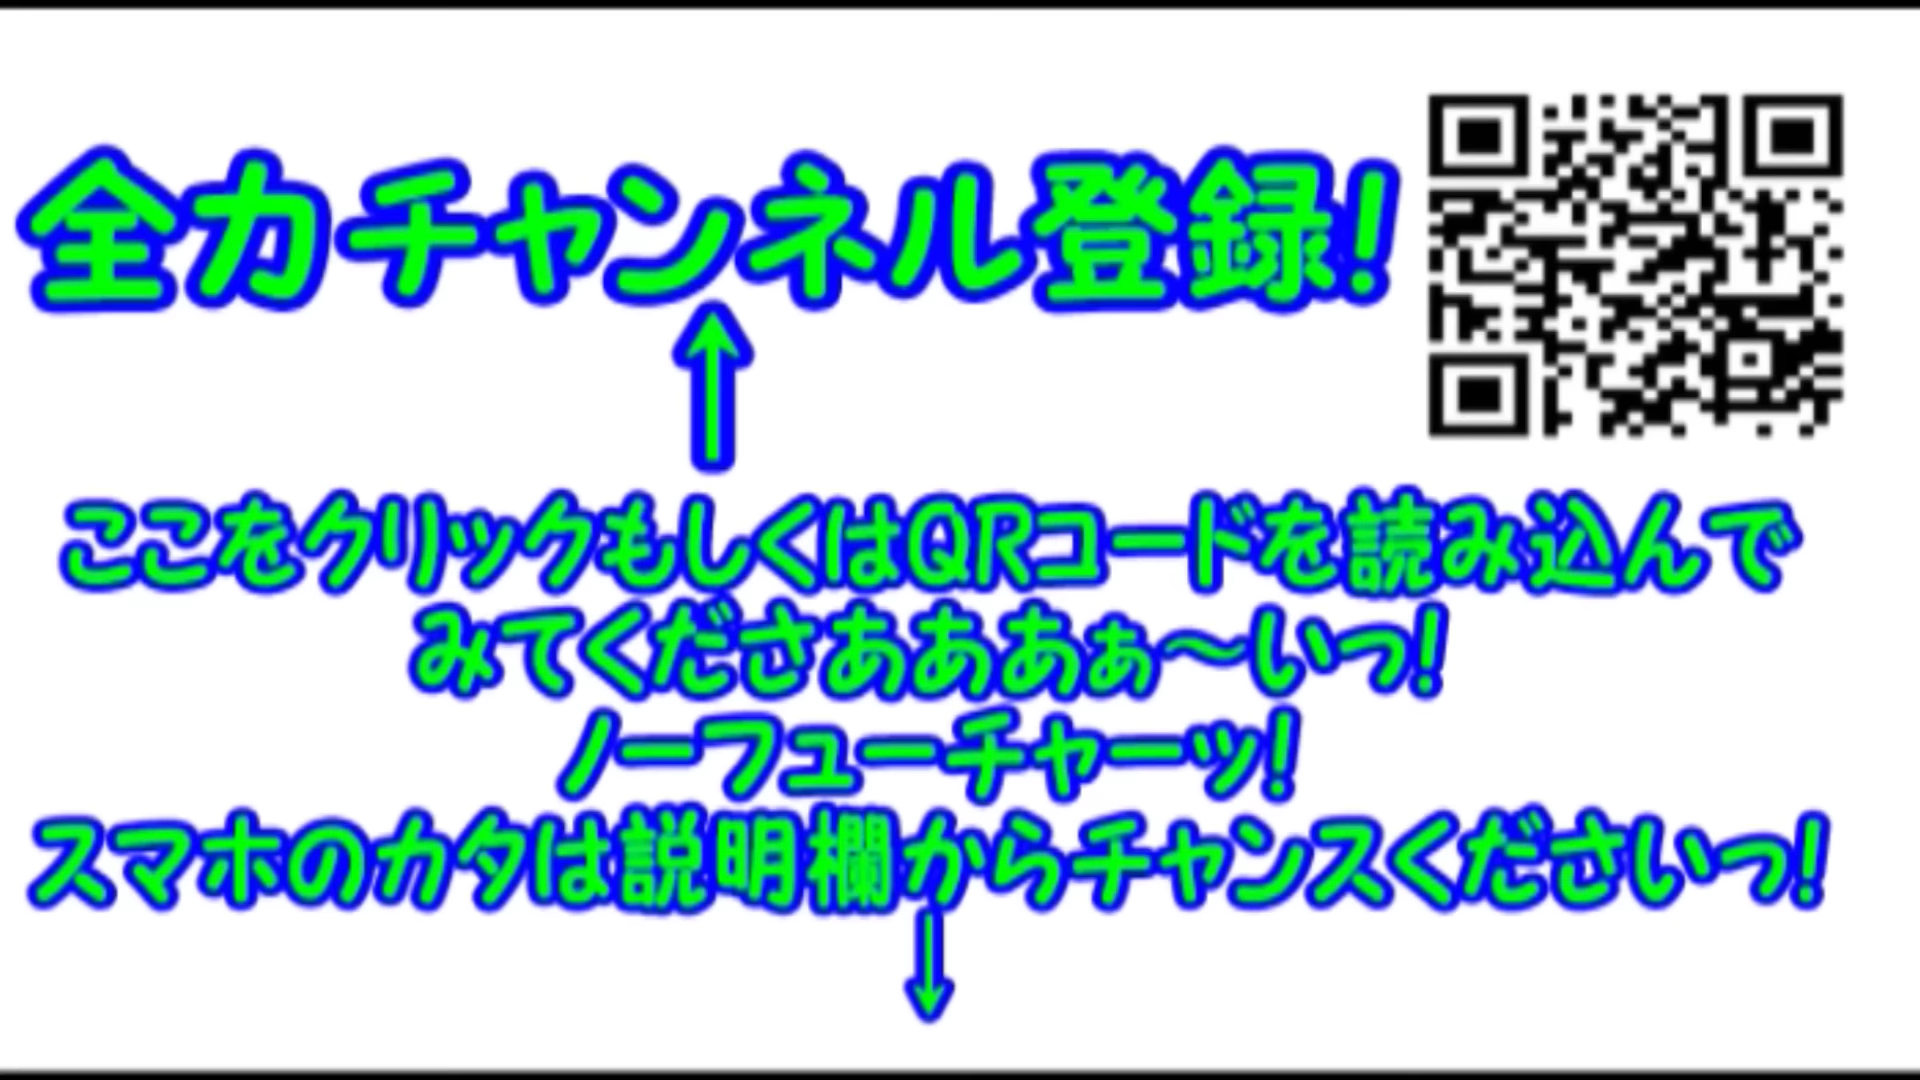 全力チャンネル登録!
↑
ここをクリックもしくはQRコードを読み込んで
みてくださあああぁ～いっ!
ノーフューチャーッ!
スマホのカタは説明欄からチャンスくださいっ!
↓